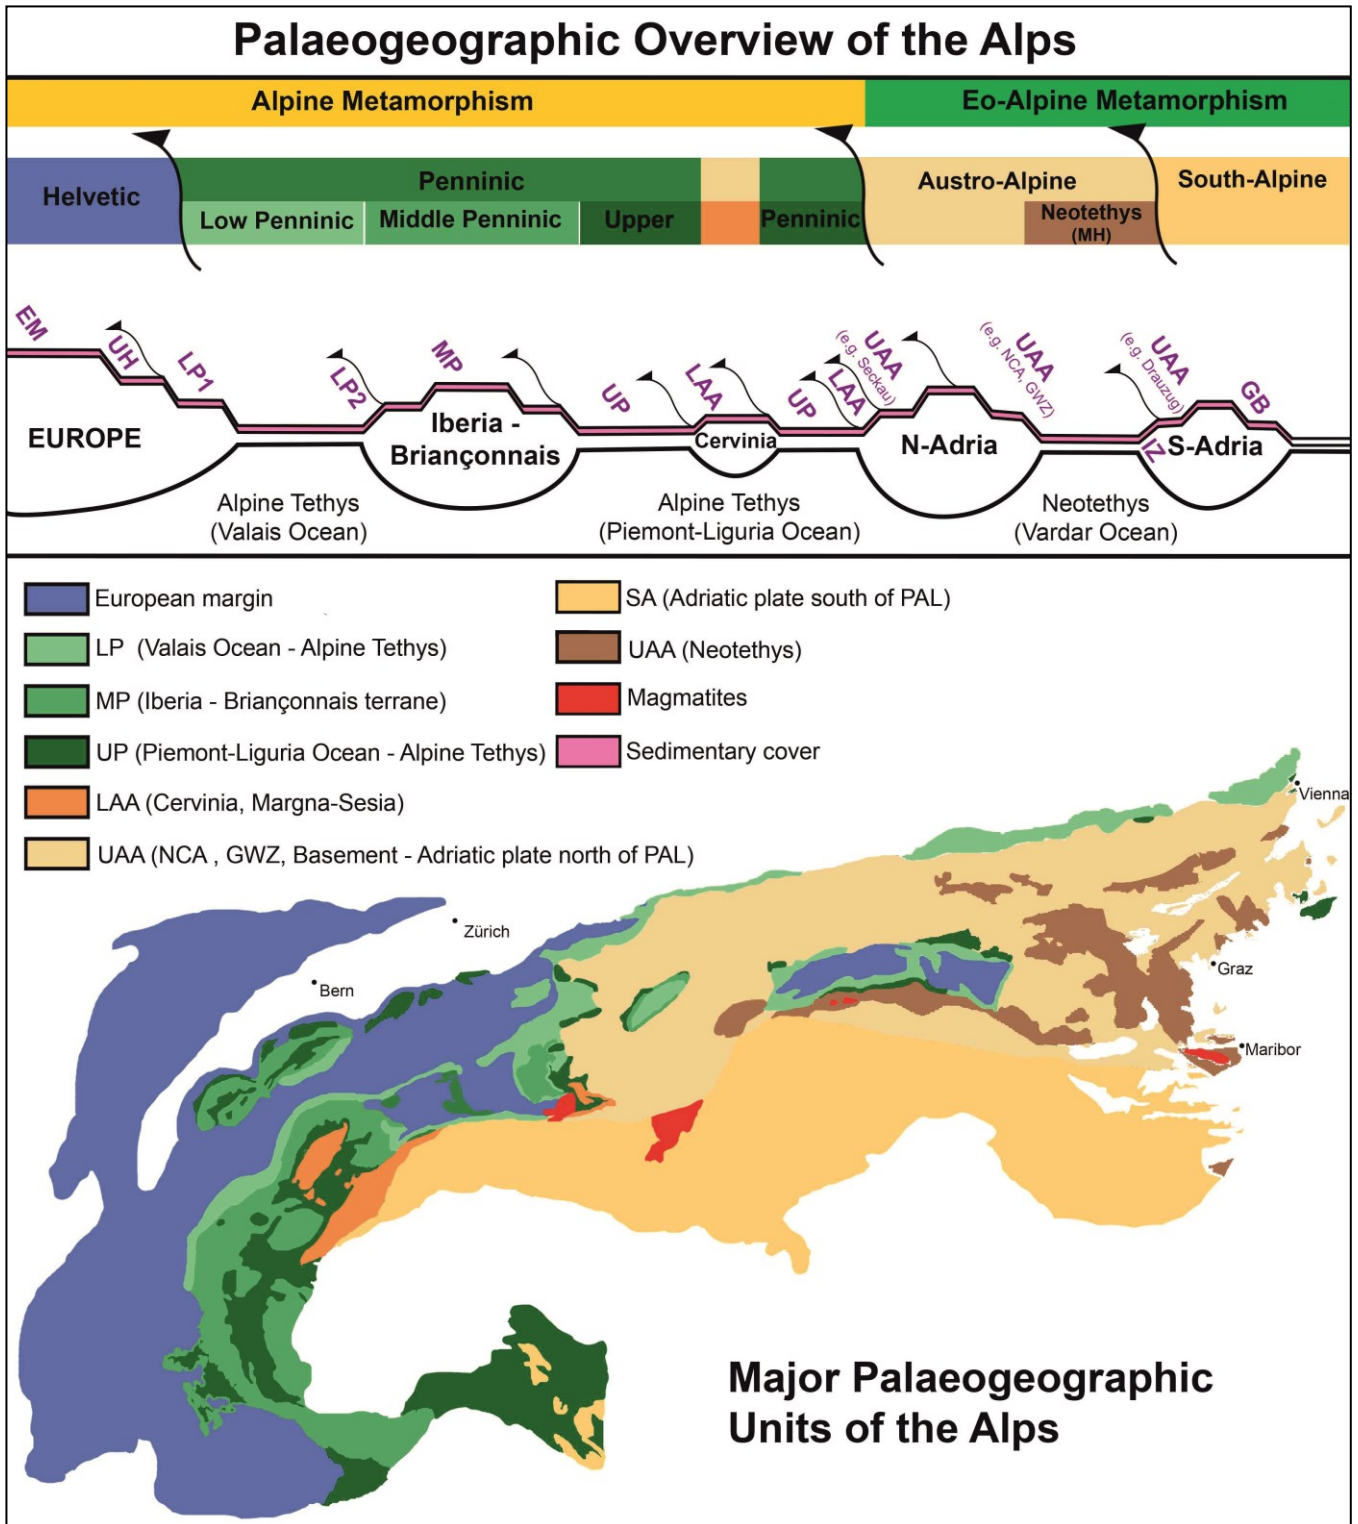 Palaeogeographic Overview of the Alps
Alpine Metamorphism
Eo-Alpine Metamorphism
Helvetic
Penninic
Austro-Alpine
South-Alpine
Low Penninic
Middle Penninic
Upper
Penninic
Neotethys
(MH)
EM
UH
LP1
LP2
MP
UP
LAA
UP
LAA
UAA
(e.g. Seckau)
UAA
(e.g. NCA, GWZ)
UAA
(e.g. Drauzug)
IZ
GB
EUROPE
Iberia -
Briançonnais
Cervinia
N-Adria
S-Adria
Alpine Tethys
(Valais Ocean)
Alpine Tethys
(Piemont-Liguria Ocean)
Neotethys
(Vardar Ocean)
European margin
LP (Valais Ocean - Alpine Tethys)
MP (Iberia - Briançonnais terrane)
UP (Piemont-Liguria Ocean - Alpine Tethys)
LAA (Cervinia, Margna-Sesia)
UAA (NCA , GWZ, Basement - Adriatic plate north of PAL)
SA (Adriatic plate south of PAL)
UAA (Neotethys)
Magmatites
Sedimentary cover
Vienna
Zürich
Bern
Graz
Maribor
Major Palaeogeographic
Units of the Alps